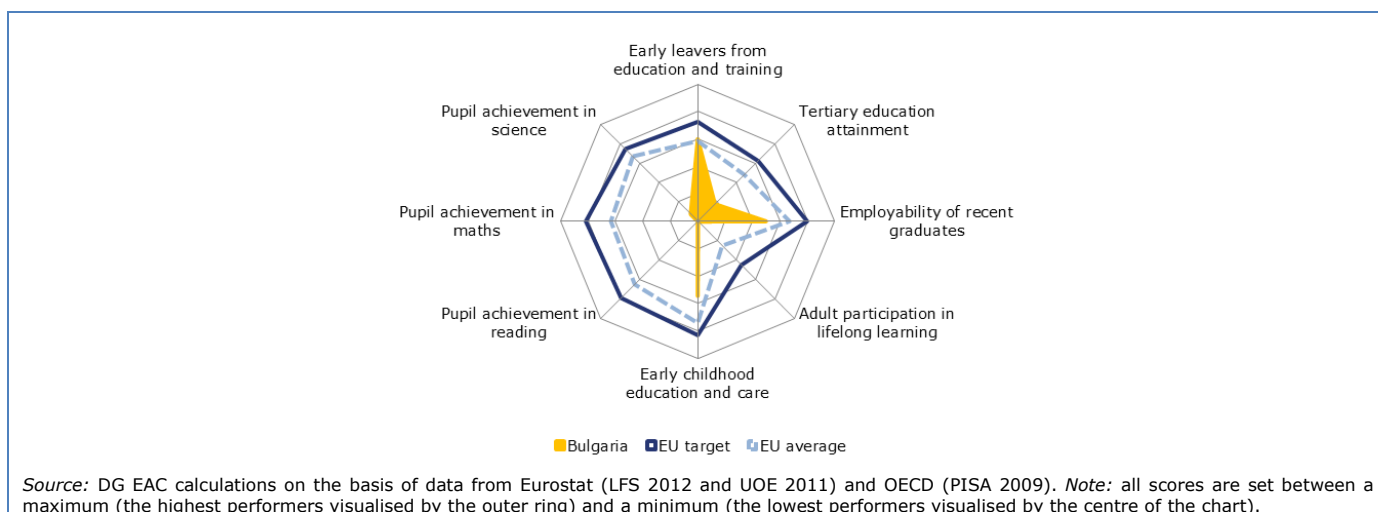 Early leavers from
education and training
Pupil achievement in
science
Tertiary education
attainment
Pupil achievement in
maths
Employability of recent
graduates
Pupil achievement in
reading
Adult participation in
lifelong learning
Early childhood
education and care
Bulgaria EU target EU average
Source: DG EAC calculations on the basis of data from Eurostat (LFS 2012 and UOE 2011) and OECD (PISA 2009). Note: all scores are set between a
maximum (the highest performers visualised by the outer ring) and a minimum (the lowest performers visualised by the centre of the chart).